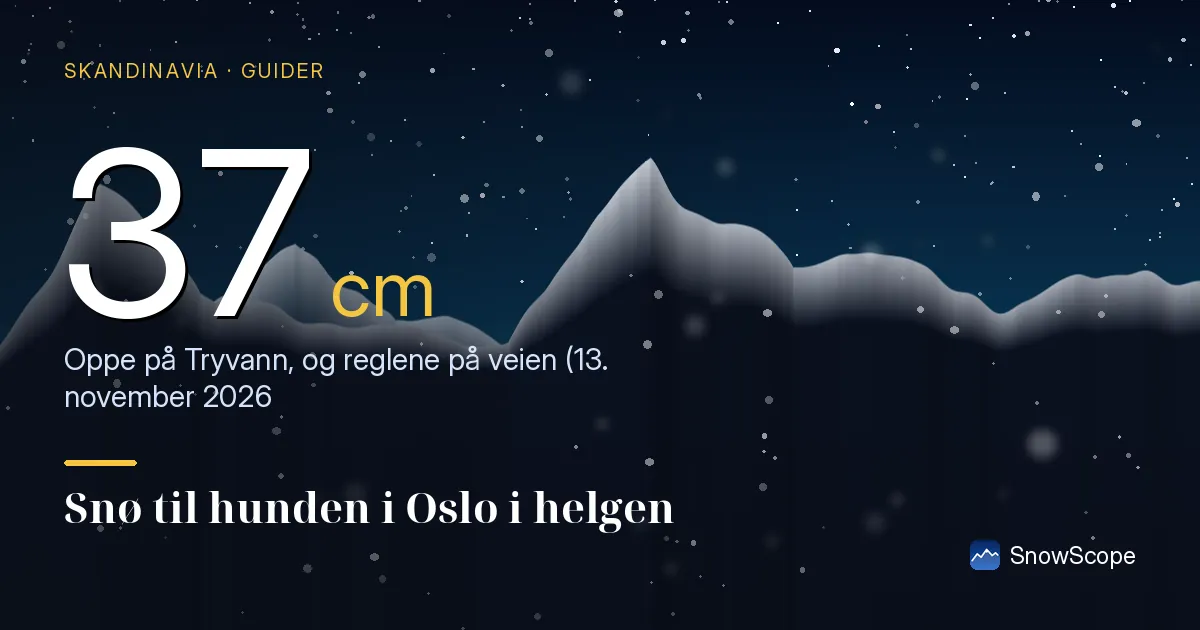 SKANDINAVIA · GUIDER
37 cm
Oppe på Tryvann, og reglene på veien (13.
november 2026
Snø til hunden i Oslo i helgen
SnowScope